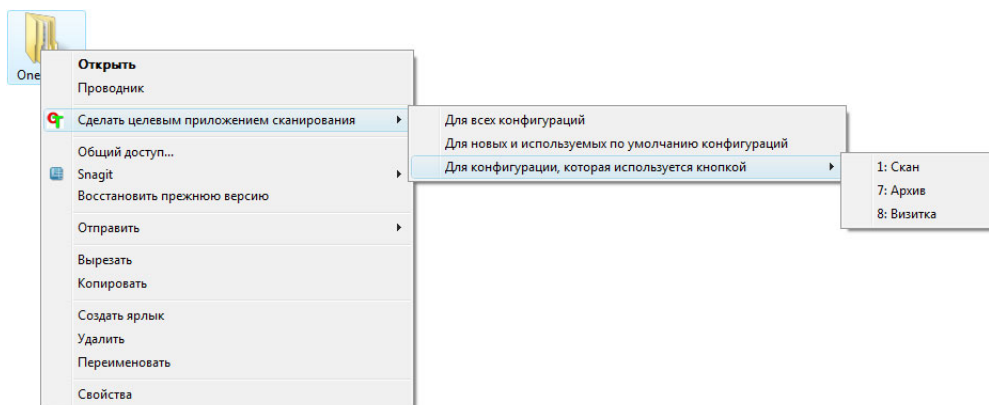 One
Открыть
Проводник
Сделать целевым приложением сканирования
Для всех конфигураций
Для новых и используемых по умолчанию конфигураций
Для конфигурации, которая используется кнопкой
1: Скан
7: Архив
8: Визитка
Общий доступ...
Snagit
Восстановить прежнюю версию
Отправить
Вырезать
Копировать
Создать ярлык
Удалить
Переименовать
Свойства